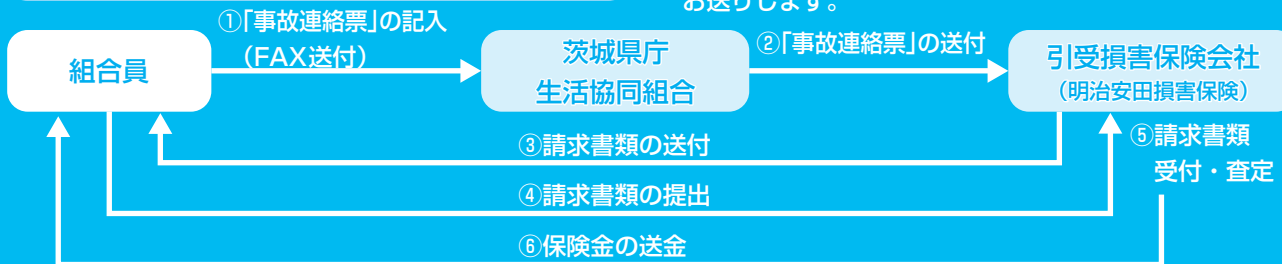 お送りします。
①「事故連絡票」の記入
（FAX送付）
組合員
茨城県庁
生活協同組合
②「事故連絡票」の送付
引受損害保険会社
（明治安田損害保険）
③請求書類の送付
④請求書類の提出
⑤請求書類
受付・査定
⑥保険金の送金